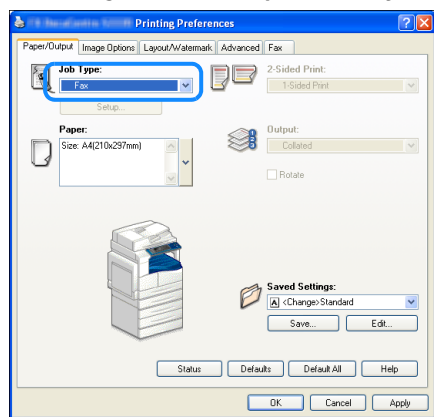 Printing Preferences
Paper/Output Image Options Layout/Watermark Advanced Fax
Job Type:
Fax
Setup...
2-Sided Print:
1-Sided Print
Paper:
Size: A4(210x297mm)
Output:
Collated
Rotate
Saved Settings:
A <Change>Standard
Save... Edit...
Status Defaults Default All Help
OK Cancel Apply